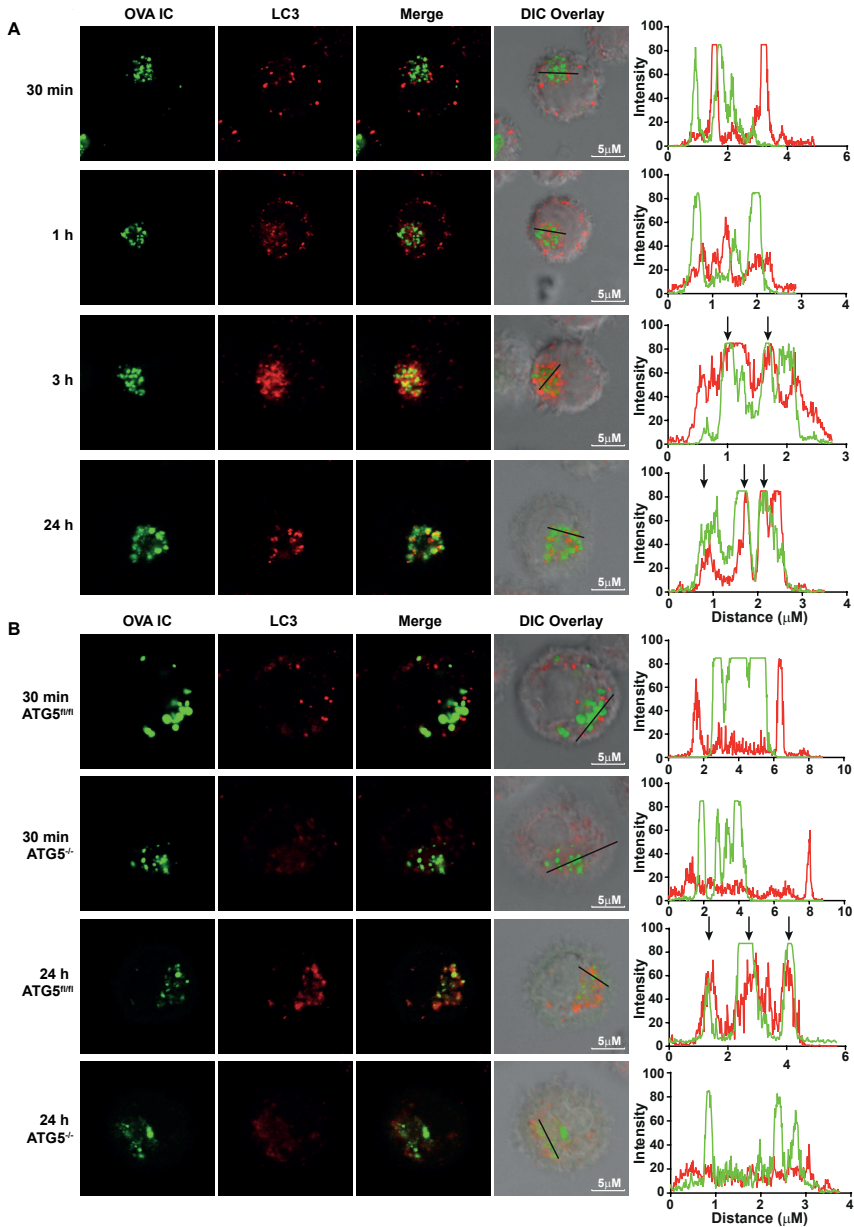 A
OVA IC LC3 Merge DIC Overlay
30 min
5µM
Intensity
100
80
60
40
20
0
0 2 4 6
1 h
5µM
Intensity
100
80
60
40
20
0
1 2 3 4
3 h
5µM
Intensity
100
80
60
40
20
0
0 1 2 3
24 h
5µM
Intensity
100
80
60
40
20
0
1 2 3 4
Distance (µM)
B
OVA IC LC3 Merge DIC Overlay
30 min
ATG5fl/fl
5µM
Intensity
100
80
60
40
20
0
0 2 4 6 8 10
30 min
ATG5-/-
5µM
Intensity
100
80
60
40
20
0
0 2 4 6 8 10
24 h
ATG5fl/fl
5µM
Intensity
100
80
60
40
20
0
0 2 4 6
24 h
ATG5-/-
5µM
Intensity
100
80
60
40
20
0
0 1 2 3 4
Distance (µM)